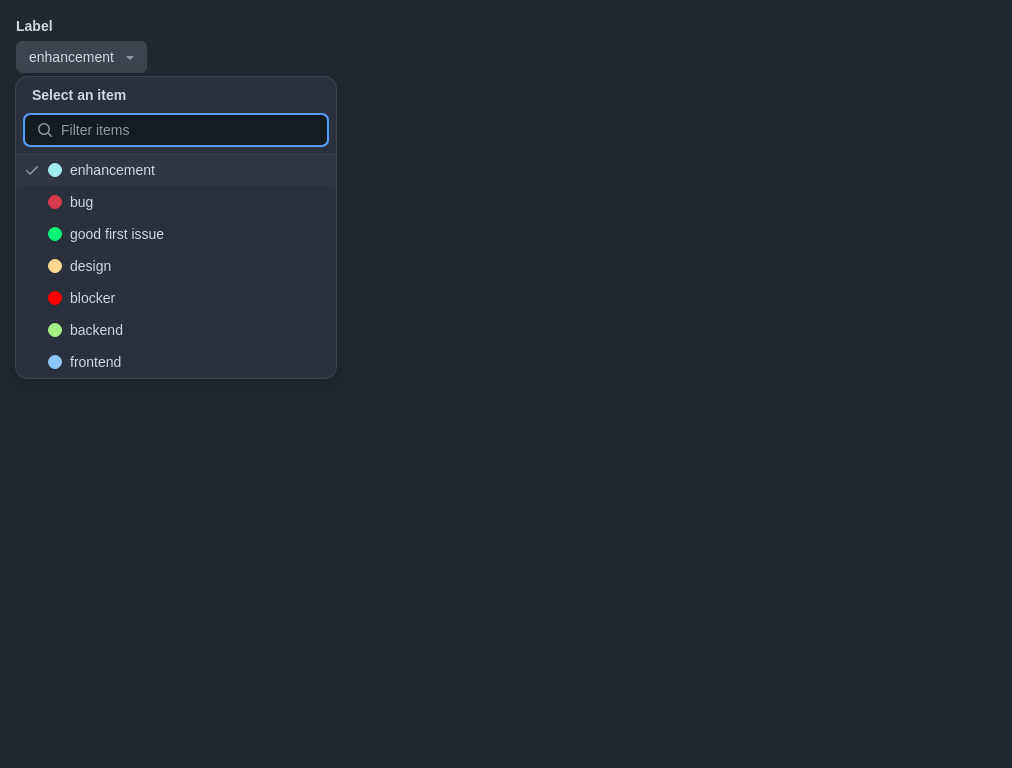 Label
enhancement
Select an item
Filter items
enhancement
bug
good first issue
design
blocker
backend
frontend